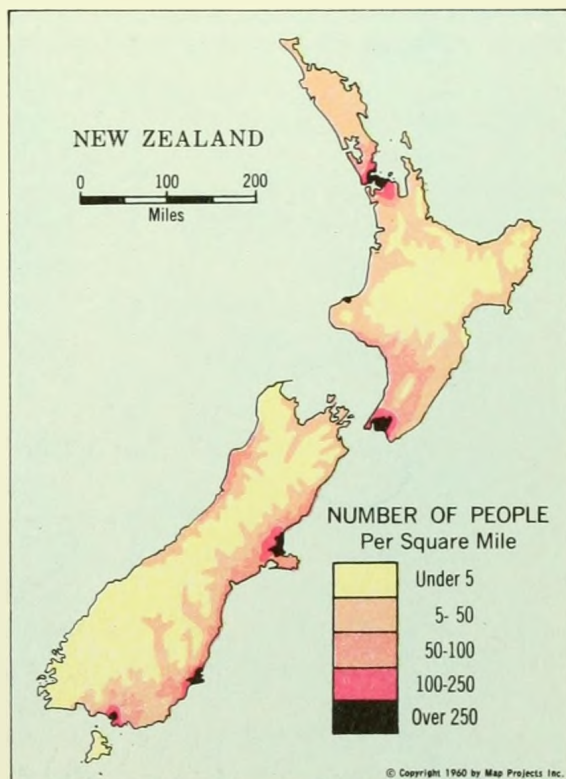 NEW ZEALAND
0 100 200
Miles
NUMBER OF PEOPLE
Per Square Mile
Under 5
5- 50
50-100
100-250
Over 250
© Copyright 1960 by Map Projects Inc.